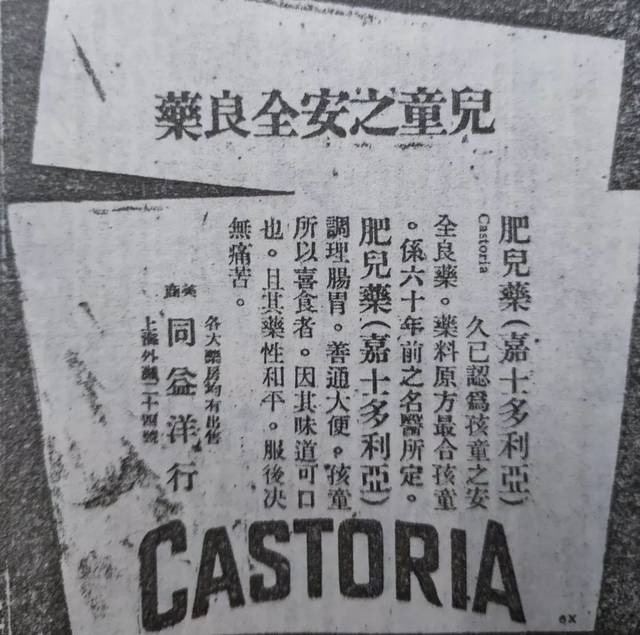 兒童之安全良藥
肥兒藥(嘉士多利亞)
Castoria
久已認爲孩童之安
全良藥。藥料原方最合孩童
。係六十年前之名醫所定。
肥兒藥(嘉士多利亞)
調理腸胃。善通大便。孩童
所以喜食者。因其味道可口
也。且其藥性和平。服後决
無痛苦。
各大藥房均有出售
英商
同益洋行
上海外灘二十四號
CASTORIA
6X